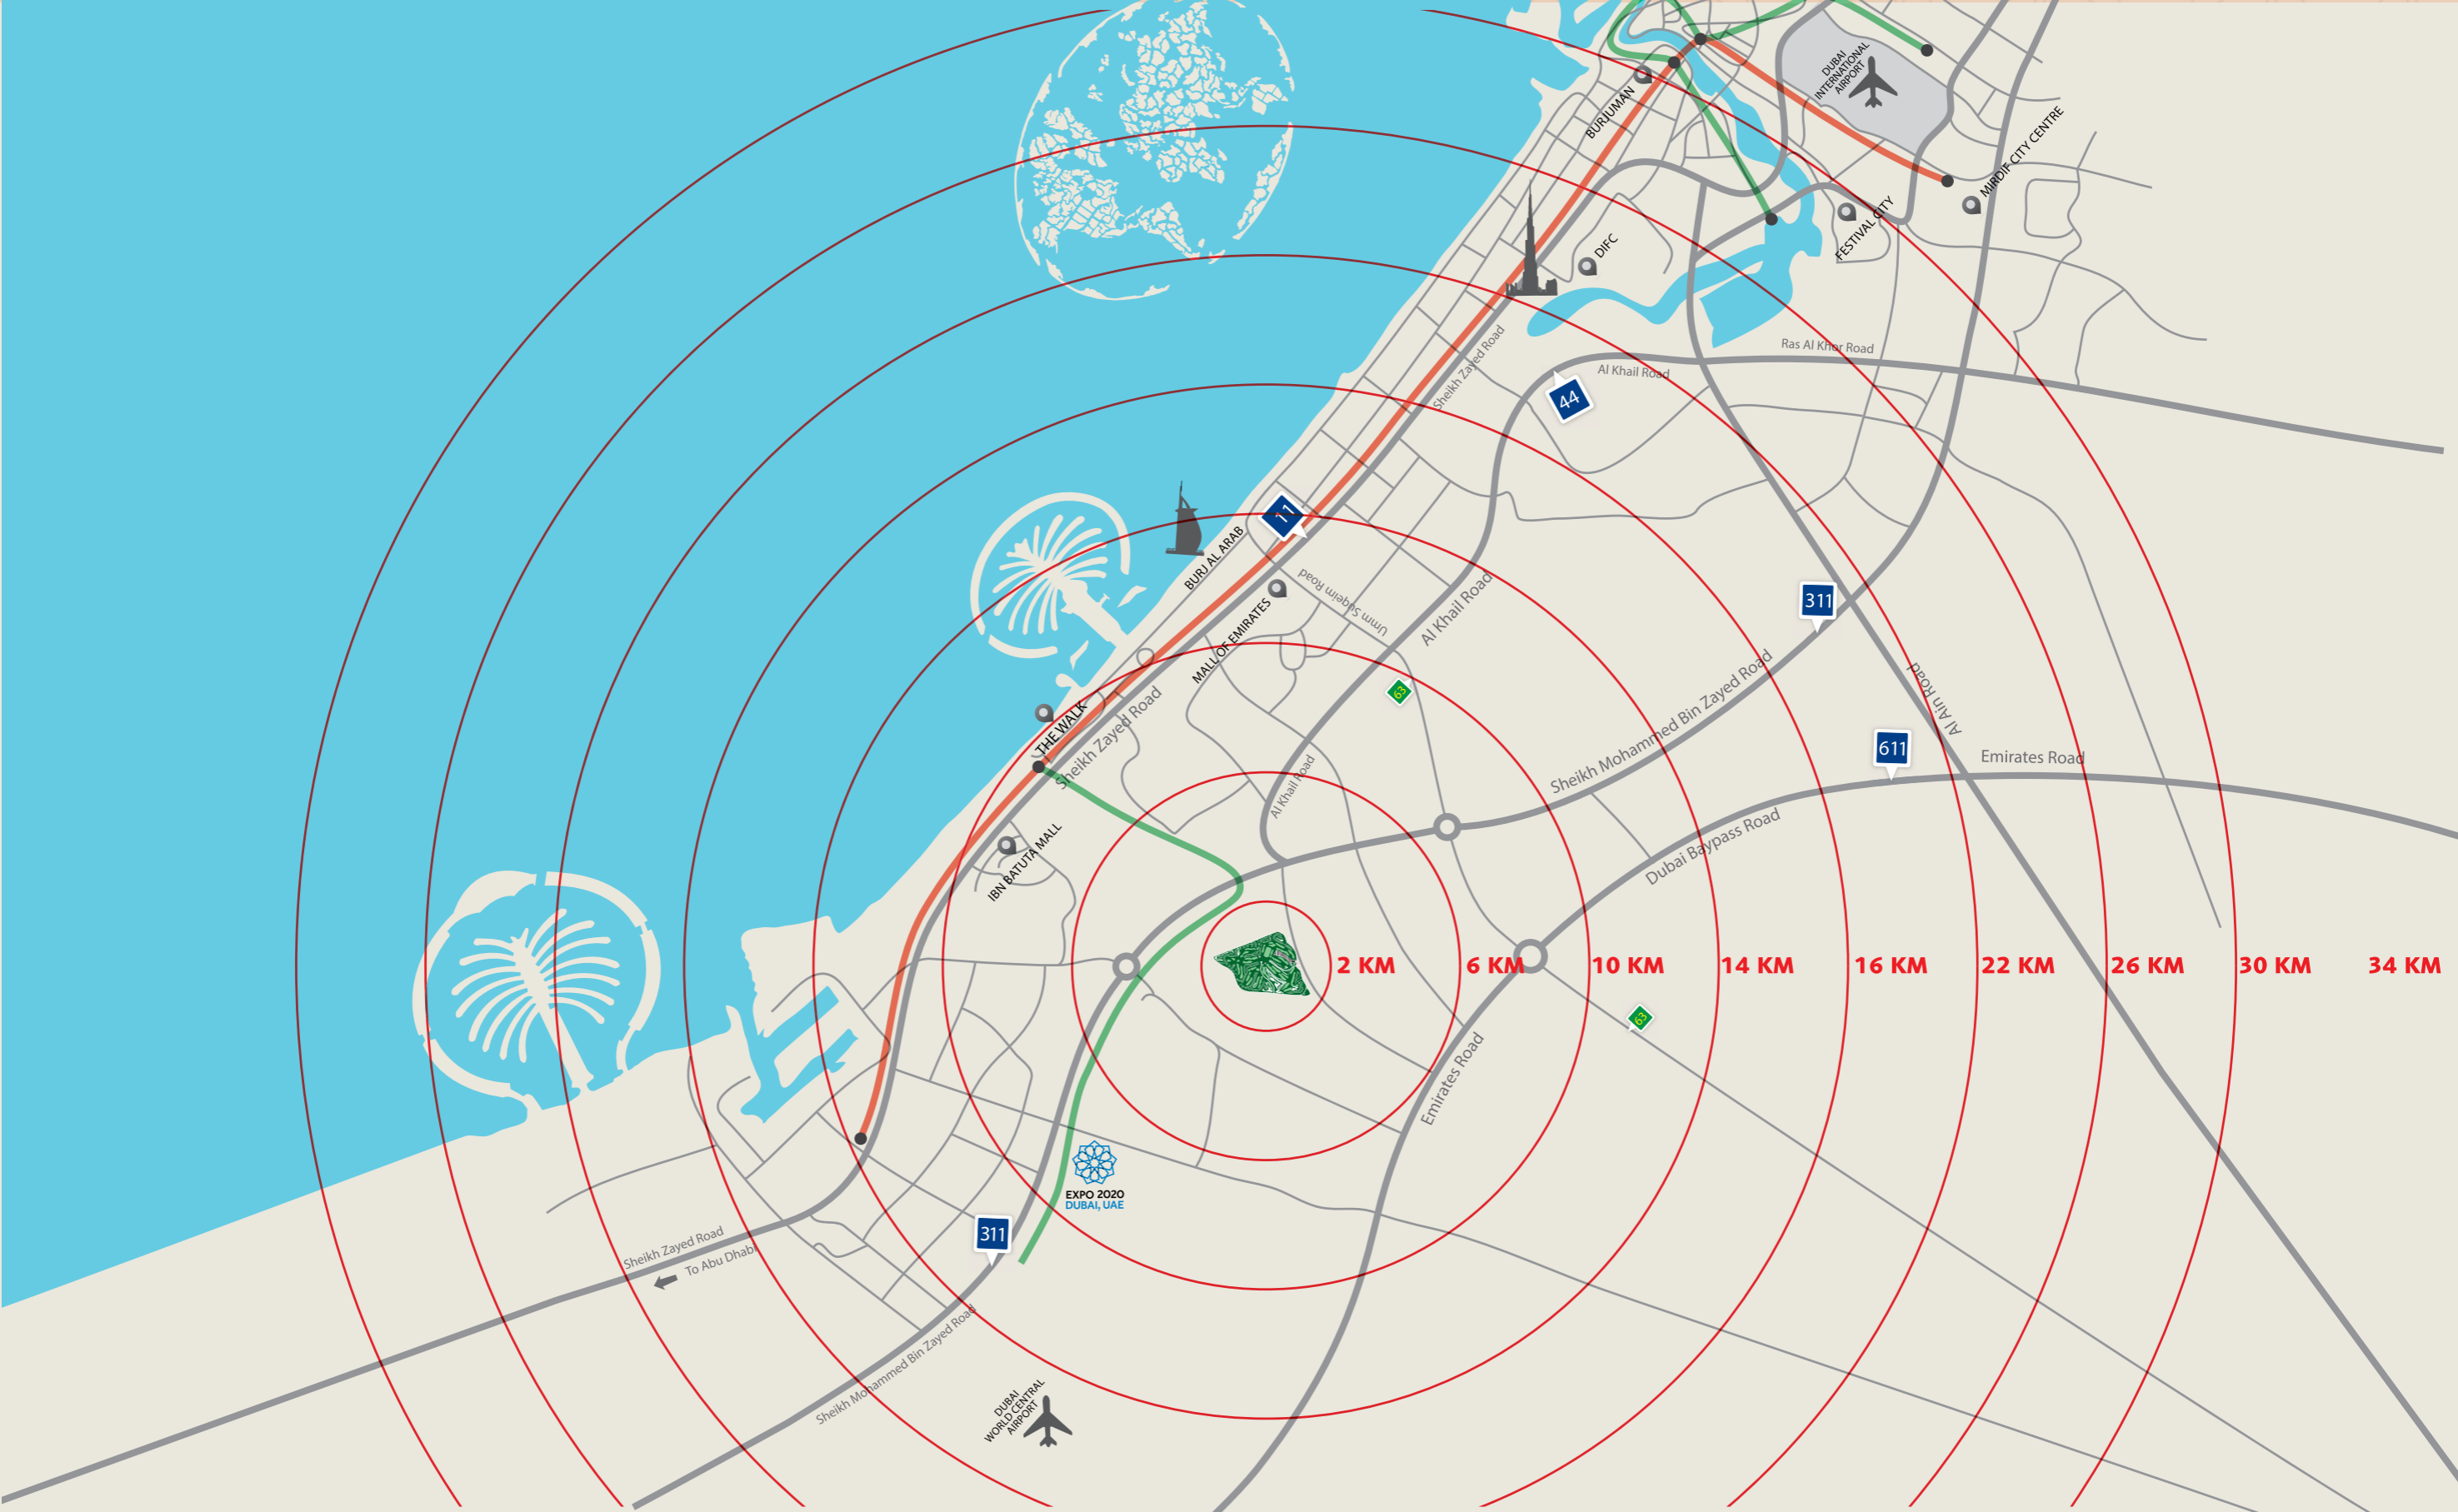 DUBAI
INTERNATIONAL
AIRPORT
BURJUMAN
MIRDIF CITY CENTRE
FESTIVAL CITY
DIFC
Ras Al Khor Road
Al Khail Road
44
Sheikh Zayed Road
11
BURJ AL ARAB
Umm Suqeim Road
MALL OF EMIRATES
Al Khail Road
311
63
Sheikh Mohammed Bin Zayed Road
Al Ain Road
THE WALK
Sheikh Zayed Road
611
Emirates Road
Al Khail Road
IBN BATUTA MALL
Dubai Baypass Road
2 KM
6 KM
10 KM
14 KM
16 KM
22 KM
26 KM
30 KM
34 KM
63
Emirates Road
EXPO 2020
DUBAI, UAE
311
Sheikh Zayed Road
To Abu Dhabi
Sheikh Mohammed Bin Zayed Road
DUBAI
WORLD CENTRAL
AIRPORT